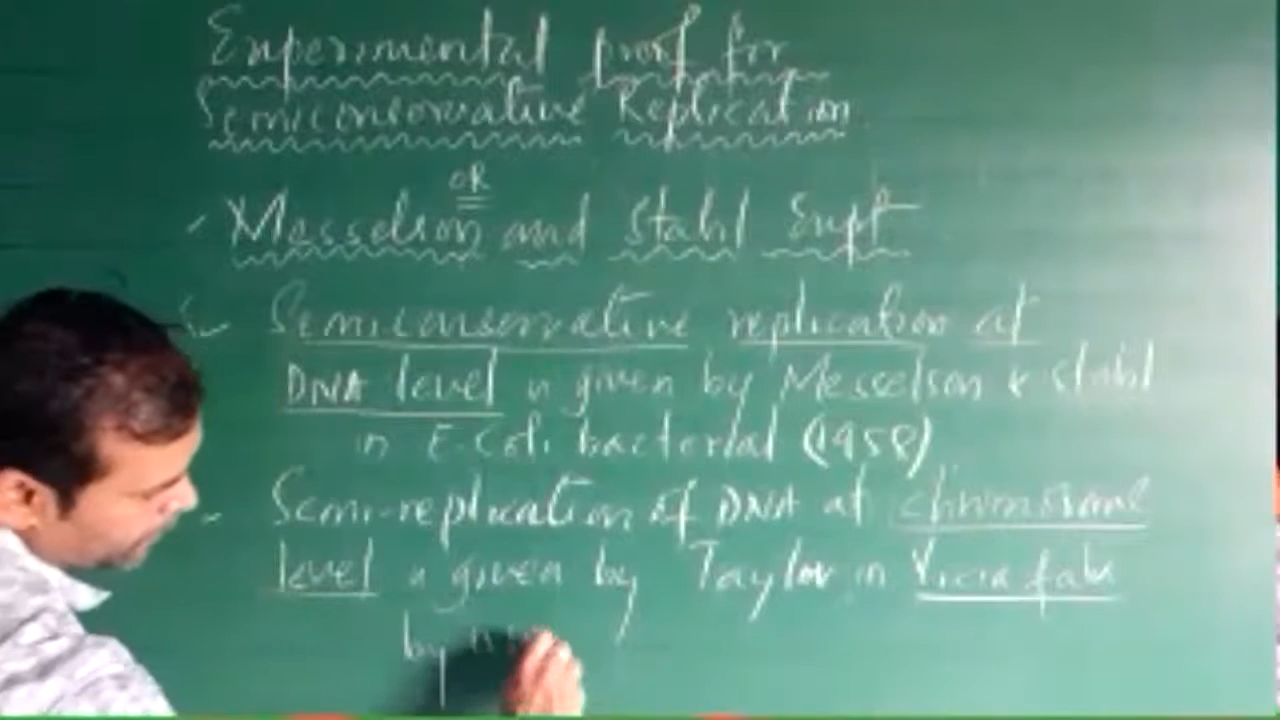 Experimental proof for
Semiconservative Replication
OR
Messelson and Stahl Expt
Semiconservative replication at
DNA level is given by Messelson & Stahl
in E. Coli bacterial (1958)
Semi-replication of DNA at chromosomal
level is given by Taylor in Vicia faba
by